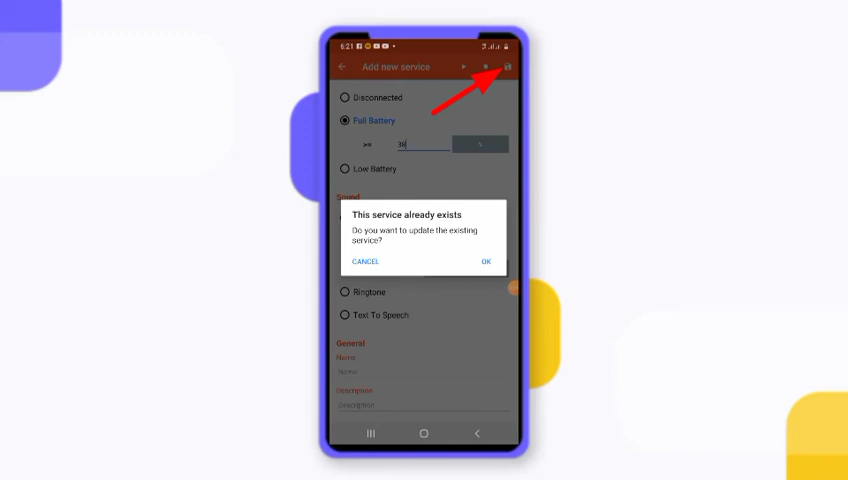 6:21
Add new service
Disconnected
Full Battery
>= 38 %
Low Battery
Sound
This service already exists
Do you want to update the existing
service?
CANCEL OK
Ringtone
Text To Speech
General
Name
Name
Description
Description